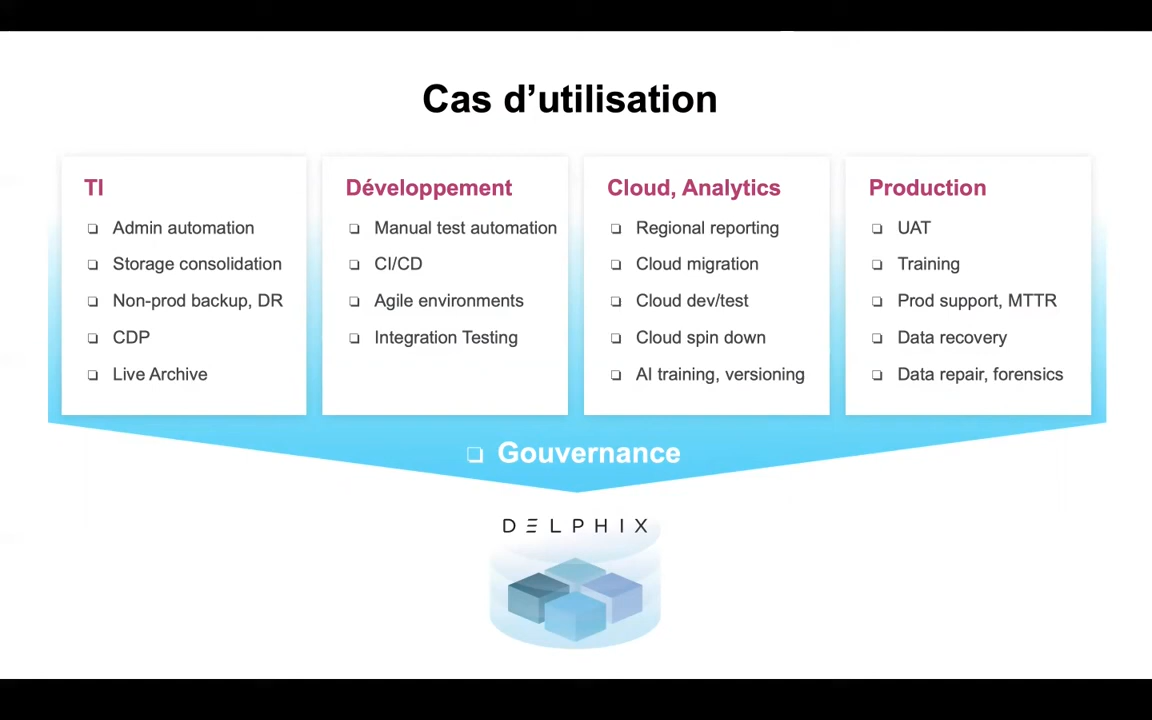 Cas d’utilisation
TI
❏ Admin automation
❏ Storage consolidation
❏ Non-prod backup, DR
❏ CDP
❏ Live Archive
Développement
❏ Manual test automation
❏ CI/CD
❏ Agile environments
❏ Integration Testing
Cloud, Analytics
❏ Regional reporting
❏ Cloud migration
❏ Cloud dev/test
❏ Cloud spin down
❏ AI training, versioning
Production
❏ UAT
❏ Training
❏ Prod support, MTTR
❏ Data recovery
❏ Data repair, forensics
❏ Gouvernance
DELPHIX